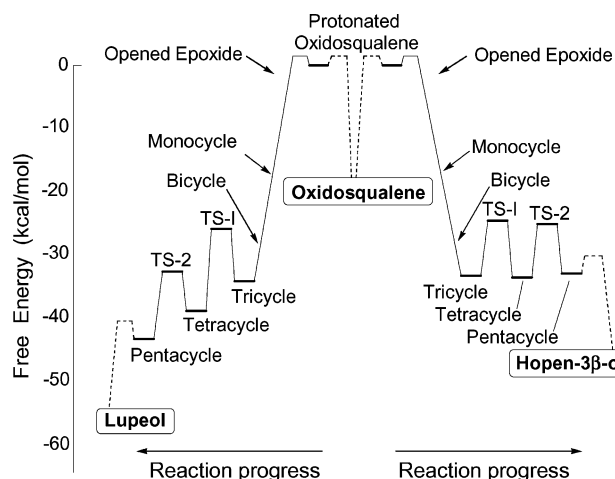 Protonated
Oxidosqualene
Opened Epoxide
Opened Epoxide
0
-10
-20
-30
-40
-50
-60
Free Energy (kcal/mol)
Monocycle
Monocycle
Bicycle
Bicycle
Oxidosqualene
TS-I
TS-I
TS-2
TS-2
Tricycle
Tricycle
Tetracycle
Tetracycle
Pentacycle
Pentacycle
Hopen-3β-o
Lupeol
Reaction progress
Reaction progress